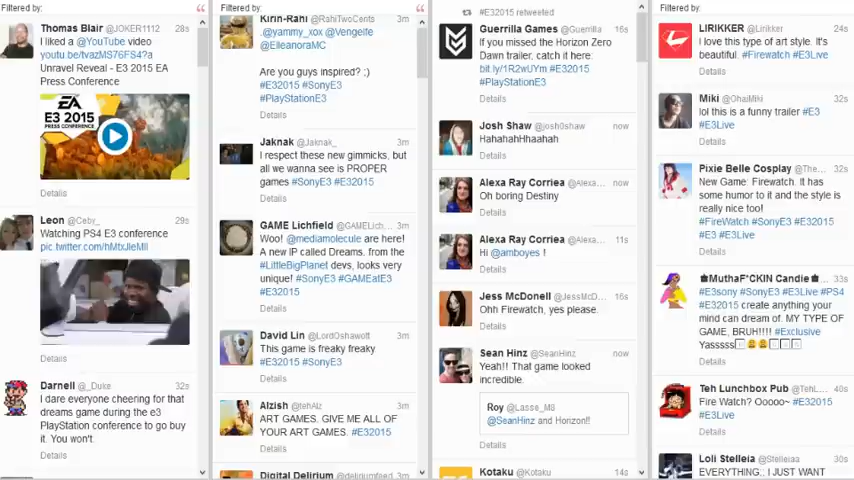 Filtered by:
Thomas Blair @JOKER1112 28s
I liked a @YouTube video
youtu.be/tvazMS76FS4?a
Unravel Reveal - E3 2015 EA
Press Conference
EA
E3 2015
PRESS CONFERENCE
Details
Leon @Ceby_ 29s
Watching PS4 E3 conference
pic.twitter.com/hMtxJleMlI
Details
Darnell @_Duke 32s
I dare everyone cheering for that
dreams game during the e3
PlayStation conference to go buy
it. You won't.
Details
Filtered by:
Kirin-Rahi @RahiTwoCents 3m
.@yammy_xox @Vengelfe
@ElleanoraMC
Are you guys inspired? ;)
#E32015 #SonyE3
#PlayStationE3
Details
Jaknak @Jaknak_ 3m
I respect these new gimmicks, but
all we wanna see is PROPER
games #SonyE3 #E32015
Details
GAME Lichfield @GAMELich... 3m
Woo! @mediamolecule are here!
A new IP called Dreams. from the
#LittleBigPlanet devs, looks very
unique! #SonyE3 #GAMEatE3
#E32015
Details
David Lin @LordOshawott 3m
This game is freaky freaky
#E32015 #SonyE3
Details
Alzish @tehAlz 3m
ART GAMES. GIVE ME ALL OF
YOUR ART GAMES. #E32015
Details
Digital Delirium @deliriumfeed 3m
#E32015 retweeted
Guerrilla Games @Guerrilla 16s
If you missed the Horizon Zero
Dawn trailer, catch it here:
bit.ly/1R2wUYm #E32015
#PlayStationE3
Details
Josh Shaw @josh0shaw now
HahahahHhaahah
Details
Alexa Ray Corriea @Alexa... now
Oh boring Destiny
Details
Alexa Ray Corriea @Alexa... 11s
Hi @amboyes !
Details
Jess McDonell @JessMcD... 16s
Ohh Firewatch, yes please.
Details
Sean Hinz @SeanHinz now
Yeah!! That game looked
incredible.
Roy @Lasse_M8
@SeanHinz and Horizon!!
Details
Kotaku @Kotaku 14s
Filtered by:
LIRIKKER @Lirikker 24s
I love this type of art style. It's
beautiful. #Firewatch #E3Live
Details
Miki @OhaiMiki 32s
lol this is a funny trailer #E3
#E3Live
Details
Pixie Belle Cosplay @The... 32s
New Game: Firewatch. It has
some humor to it and the style is
really nice too!
#FireWatch #SonyE3 #E32015
#E3 #E3Live
Details
MuthaF*CKIN Candie ... 33s
#E3sony #SonyE3 #E3Live #PS4
#E32015 create anything your
mind can dream of. MY TYPE OF
GAME, BRUH!!!! #Exclusive
Yasssss
Details
Teh Lunchbox Pub @TehL... 40s
Fire Watch? Ooooo~ #E32015
#E3Live
Details
Loli Stelleia @Stelleiaa 30s
EVERYTHING,, I JUST WANT